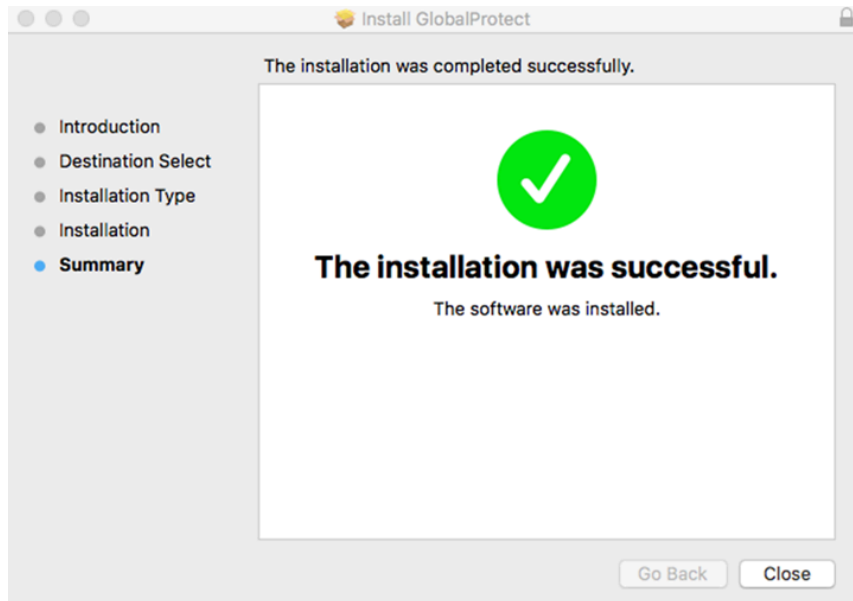 Install GlobalProtect
The installation was completed successfully.
Introduction
Destination Select
Installation Type
Installation
Summary
The installation was successful.
The software was installed.
Go Back
Close